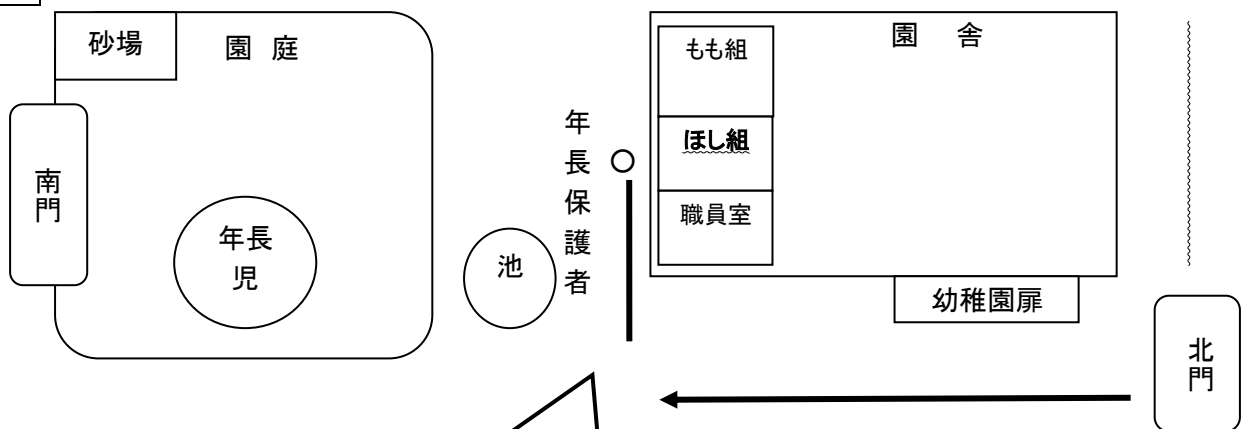 砂場
園 庭
南門
年長
児
池
年長保護者
園 舎
もも組
ほし組
職員室
幼稚園扉
北門